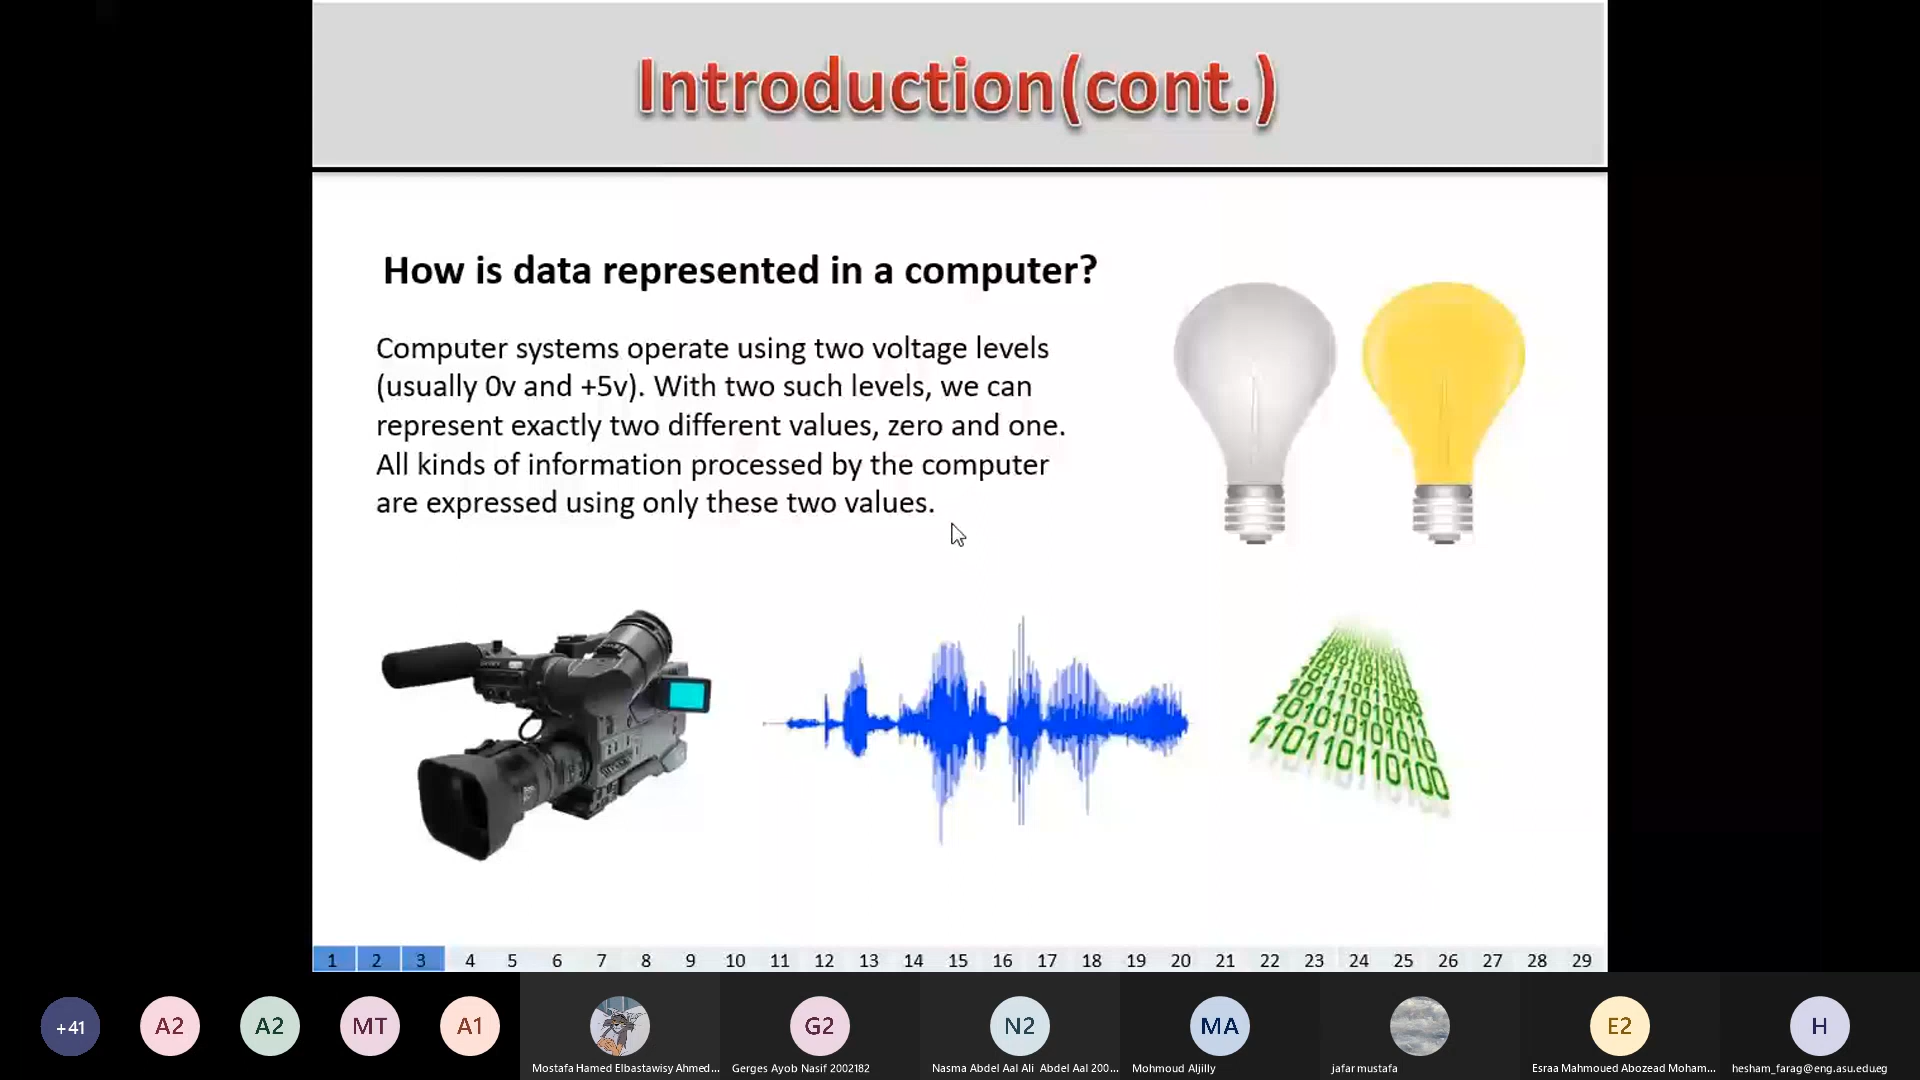 Introduction(cont.)
How is data represented in a computer?
Computer systems operate using two voltage levels
(usually 0v and +5v). With two such levels, we can
represent exactly two different values, zero and one.
All kinds of information processed by the computer
are expressed using only these two values.
110110110100
1 2 3 4 5 6 7 8 9 10 11 12 13 14 15 16 17 18 19 20 21 22 23 24 25 26 27 28 29
+41 A2 A2 MT A1 G2 N2 MA E2 H
Mostafa Hamed Elbastawisy Ahmed... Gerges Ayob Nasif 2002182 Nasma Abdel Aal Ali Abdel Aal 200... Mohmoud Aljilly jafar mustafa Esraa Mahmoued Abozead Moham... hesham_farag@eng.asu.edu.eg